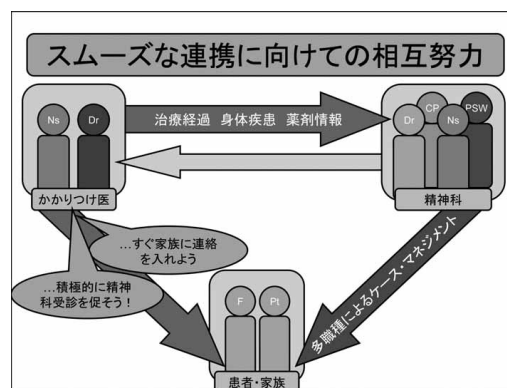 スムーズな連携に向けての相互努力
Ns
Dr
治療経過 身体疾患 薬剤情報
CP
PSW
Dr
Ns
かかりつけ医
精神科
…すぐ家族に連絡
を入れよう
…積極的に精神
科受診を促そう！
多職種によるケース・マネジメント
F
Pt
患者・家族